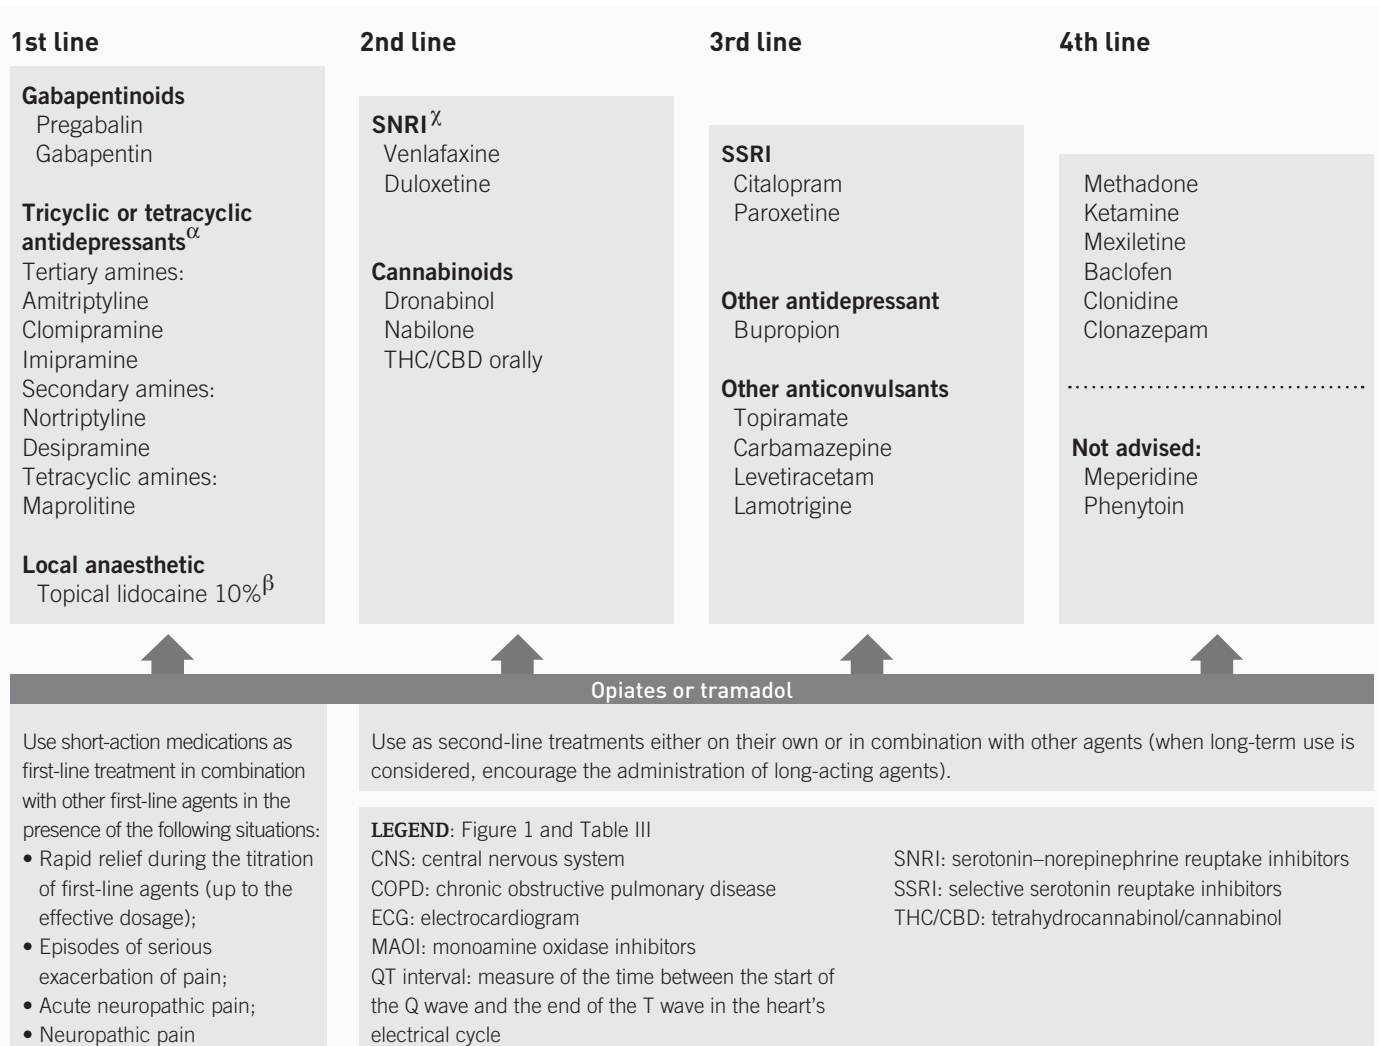 1st line
Gabapentinoids
Pregabalin
Gabapentin
Tricyclic or tetracyclic
antidepressantsα
Tertiary amines:
Amitriptyline
Clomipramine
Imipramine
Secondary amines:
Nortriptyline
Desipramine
Tetracyclic amines:
Maprolitine
Local anaesthetic
Topical lidocaine 10%β
2nd line
SNRIχ
Venlafaxine
Duloxetine
Cannabinoids
Dronabinol
Nabilone
THC/CBD orally
3rd line
SSRI
Citalopram
Paroxetine
Other antidepressant
Bupropion
Other anticonvulsants
Topiramate
Carbamazepine
Levetiracetam
Lamotrigine
4th line
Methadone
Ketamine
Mexiletine
Baclofen
Clonidine
Clonazepam
Not advised:
Meperidine
Phenytoin
Opiates or tramadol
Use short-action medications as
first-line treatment in combination
with other first-line agents in the
presence of the following situations:
• Rapid relief during the titration
of first-line agents (up to the
effective dosage);
• Episodes of serious
exacerbation of pain;
• Acute neuropathic pain;
• Neuropathic pain
Use as second-line treatments either on their own or in combination with other agents (when long-term use is
considered, encourage the administration of long-acting agents).
LEGEND: Figure 1 and Table III
CNS: central nervous system
COPD: chronic obstructive pulmonary disease
ECG: electrocardiogram
MAOI: monoamine oxidase inhibitors
QT interval: measure of the time between the start of
the Q wave and the end of the T wave in the heart's
electrical cycle
SNRI: serotonin–norepinephrine reuptake inhibitors
SSRI: selective serotonin reuptake inhibitors
THC/CBD: tetrahydrocannabinol/cannabinol